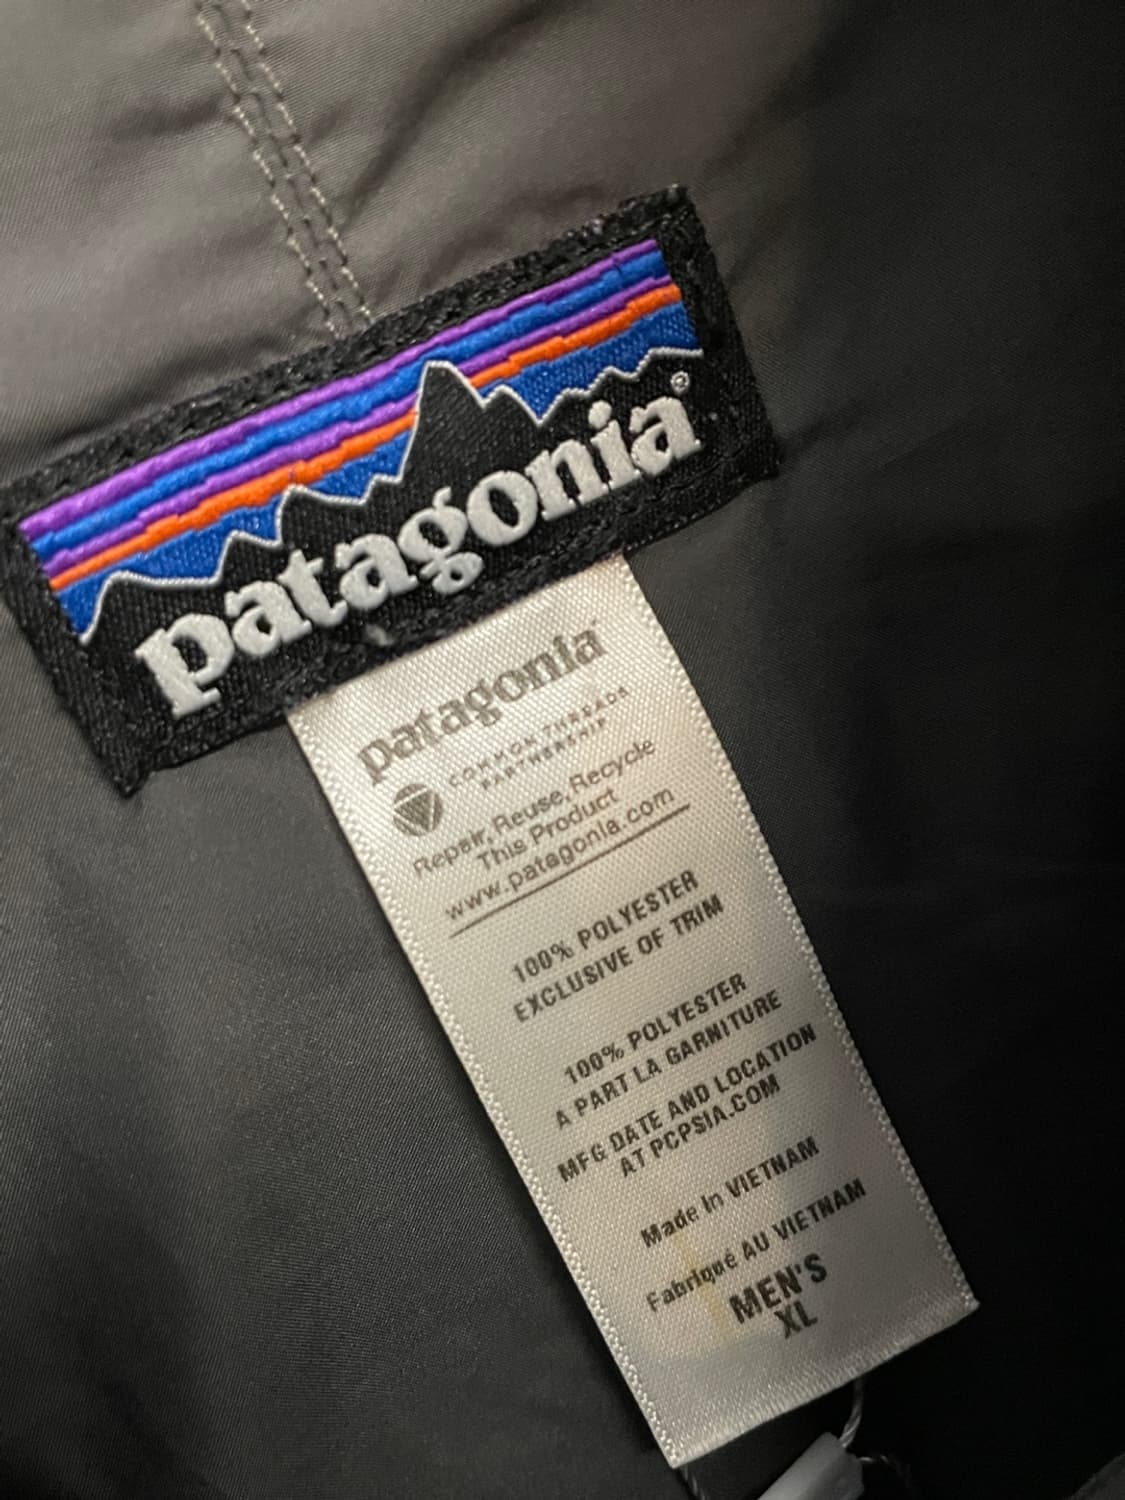 patagonia®
patagonia
COMMON THREADS
PARTNERSHIP
Repair, Reuse, Recycle
This Product
www.patagonia.com
100% POLYESTER
EXCLUSIVE OF TRIM
100% POLYESTER
A PART LA GARNITURE
MFG DATE AND LOCATION
AT PCPSIA.COM
Made In VIETNAM
Fabriqué AU VIETNAM
MEN'S
XL